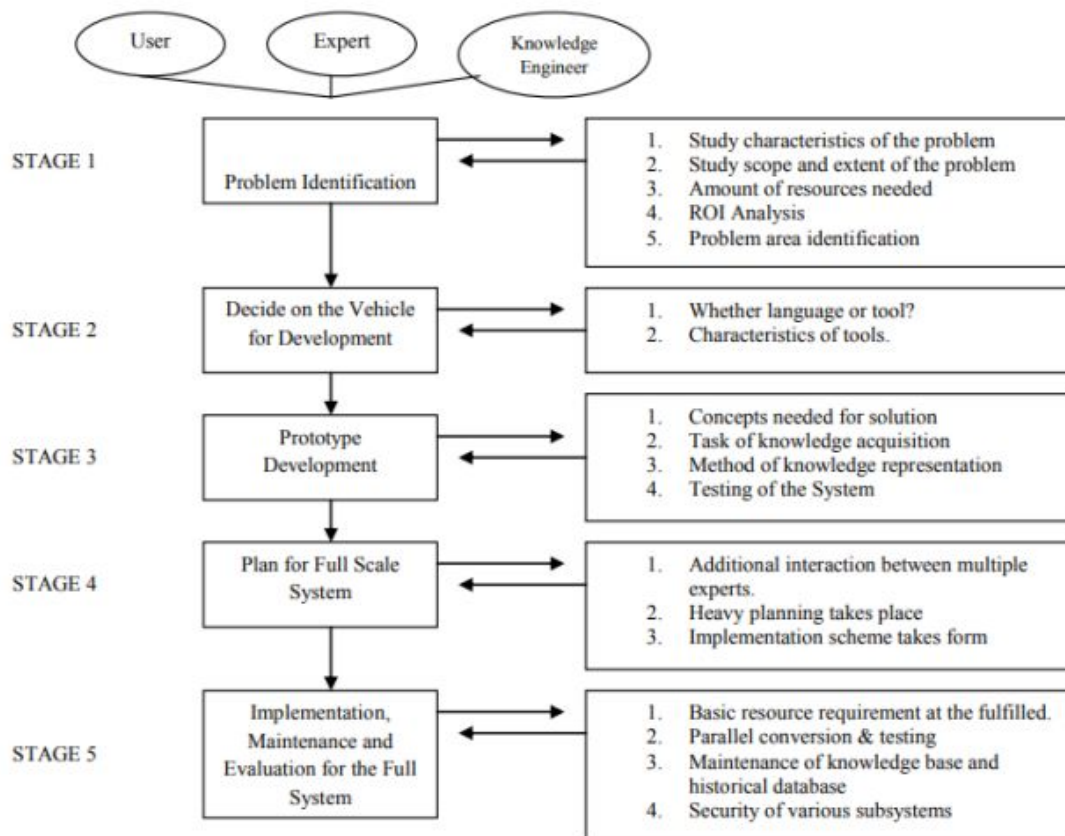 User
Expert
Knowledge
Engineer
STAGE 1
Problem Identification
1. Study characteristics of the problem
2. Study scope and extent of the problem
3. Amount of resources needed
4. ROI Analysis
5. Problem area identification
STAGE 2
Decide on the Vehicle
for Development
1. Whether language or tool?
2. Characteristics of tools.
STAGE 3
Prototype
Development
1. Concepts needed for solution
2. Task of knowledge acquisition
3. Method of knowledge representation
4. Testing of the System
STAGE 4
Plan for Full Scale
System
1. Additional interaction between multiple
experts.
2. Heavy planning takes place
3. Implementation scheme takes form
STAGE 5
Implementation,
Maintenance and
Evaluation for the Full
System
1. Basic resource requirement at the fulfilled.
2. Parallel conversion & testing
3. Maintenance of knowledge base and
historical database
4. Security of various subsystems